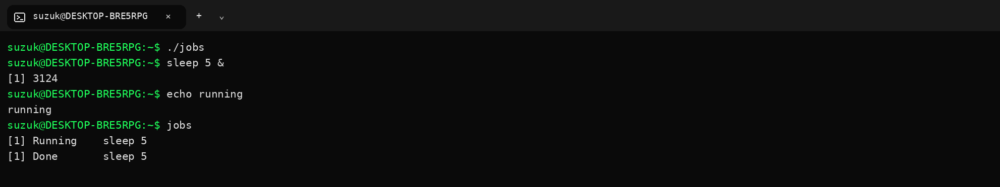 suzuk@DESKTOP-BRE5RPG × + ⌄
suzuk@DESKTOP-BRE5RPG:~$ ./jobs
suzuk@DESKTOP-BRE5RPG:~$ sleep 5 &
[1] 3124
suzuk@DESKTOP-BRE5RPG:~$ echo running
running
suzuk@DESKTOP-BRE5RPG:~$ jobs
[1] Running    sleep 5
[1] Done       sleep 5